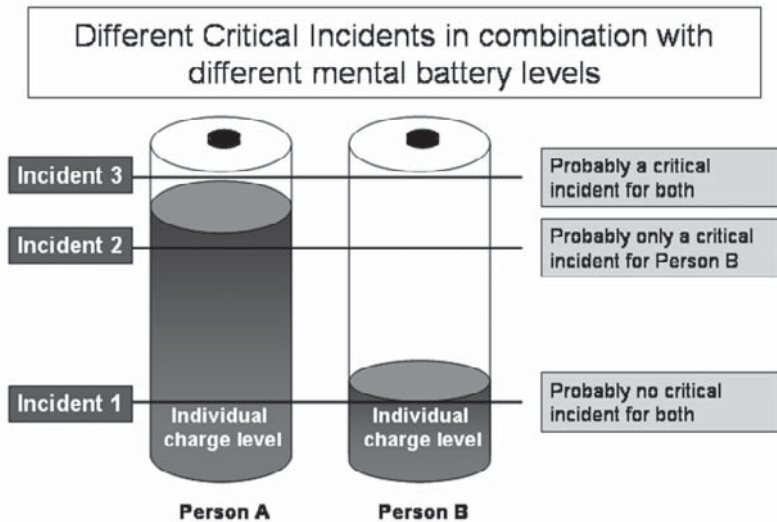 Different Critical Incidents in combination with
different mental battery levels
Incident 3
Probably a critical
incident for both
Incident 2
Probably only a critical
incident for Person B
Incident 1
Individual
charge level
Individual
charge level
Probably no critical
incident for both
Person A
Person B